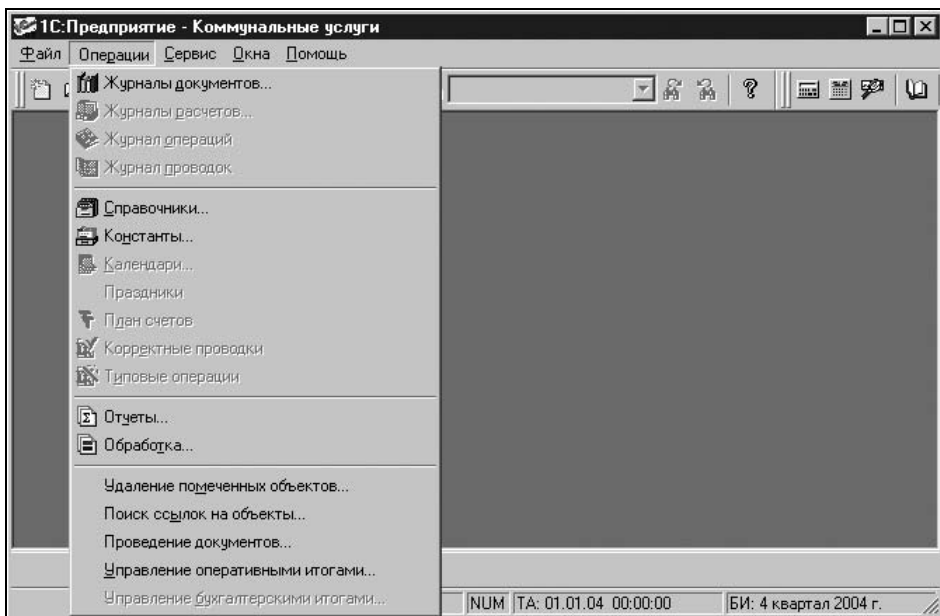 1С:Предприятие - Коммунальные услуги
Файл Операции Сервис Окна Помощь
Журналы документов...
Журналы расчетов...
Журнал операций
Журнал проводок
Справочники...
Константы...
Календари...
Праздники
План счетов
Корректные проводки
Типовые операции
Отчеты...
Обработка...
Удаление помеченных объектов...
Поиск ссылок на объекты...
Проведение документов...
Управление оперативными итогами...
Управление бухгалтерскими итогами...
NUM TA: 01.01.04 00:00:00 БИ: 4 квартал 2004 г.